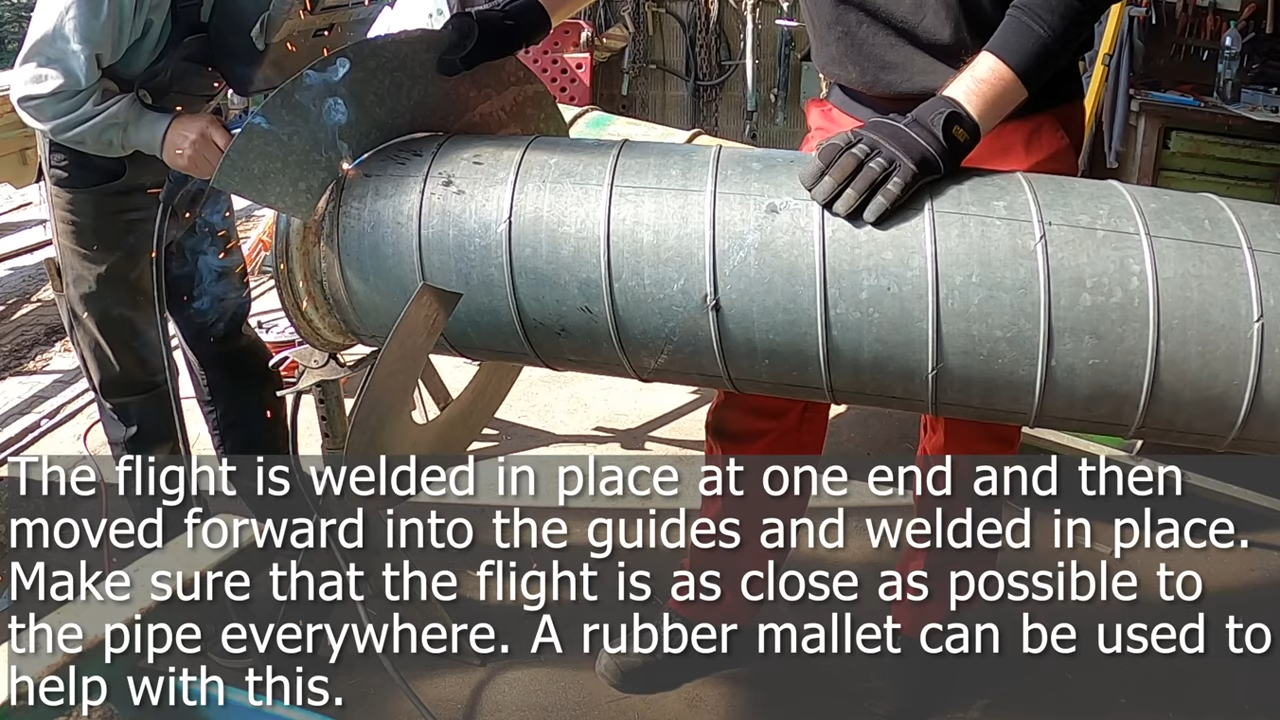 CAT
The flight is welded in place at one end and then
moved forward into the guides and welded in place.
Make sure that the flight is as close as possible to
the pipe everywhere. A rubber mallet can be used to
help with this.